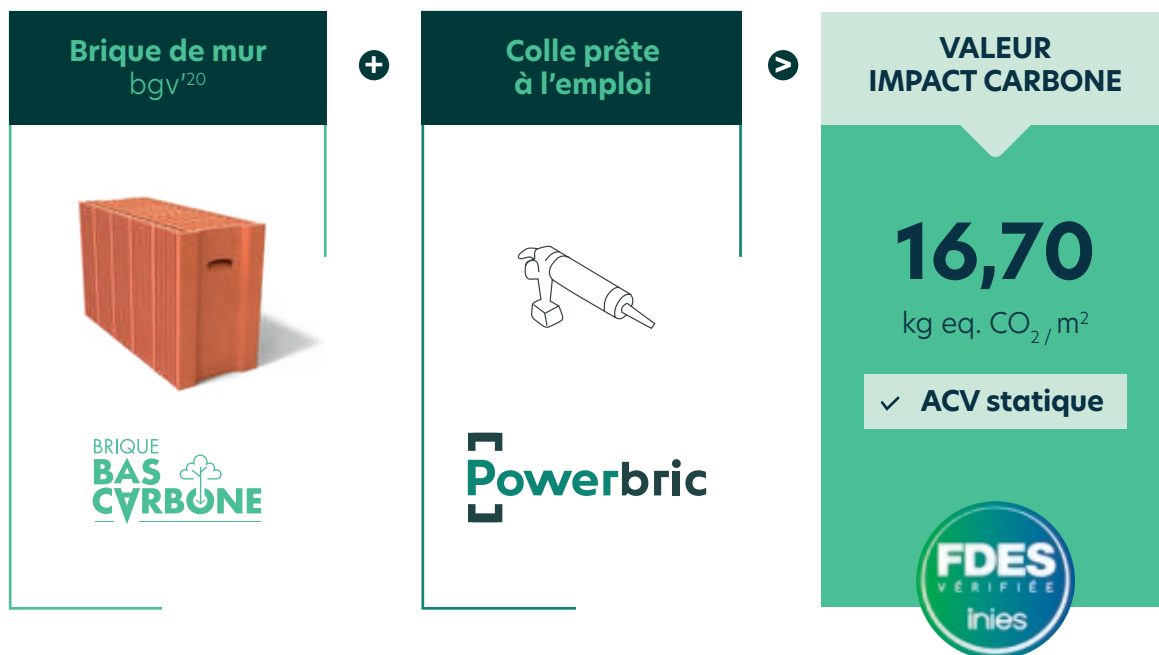 Brique de mur
bgv'20
+
Colle prête
à l'emploi
>
VALEUR
IMPACT CARBONE
BRIQUE
BAS
CARBONE
Powerbric
16,70
kg eq. CO2 / m2
✓ ACV statique
FDES
VÉRIFIÉE
inies